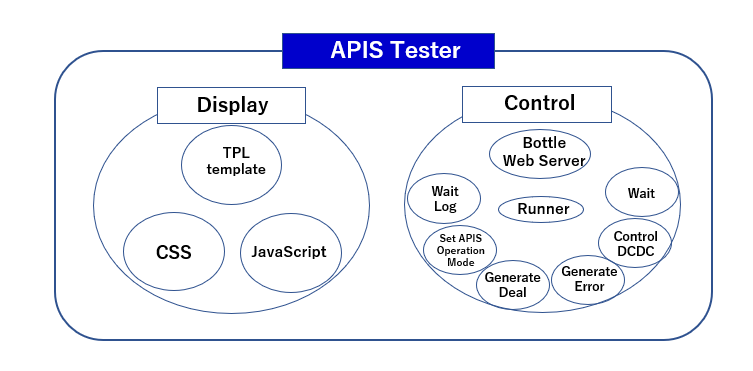 APIS Tester
Display
TPL
template
CSS
JavaScript
Control
Bottle
Web Server
Wait
Log
Runner
Wait
Set APIS
Operation
Mode
Control
DCDC
Generate
Deal
Generate
Error